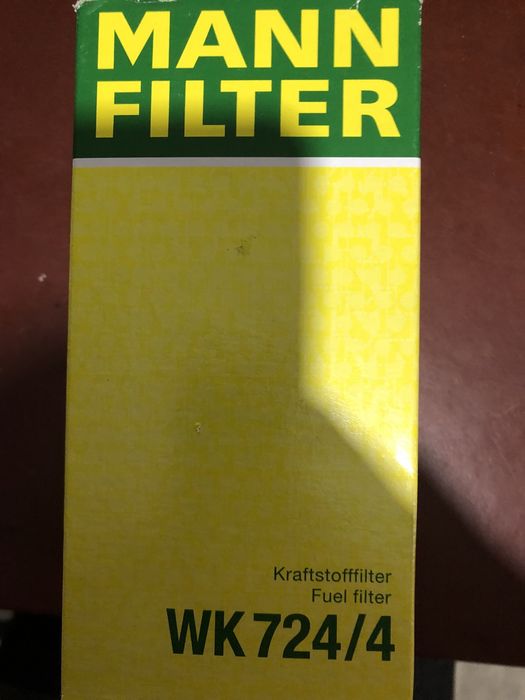 MANN
FILTER
Kraftstofffilter
Fuel filter
WK 724/4